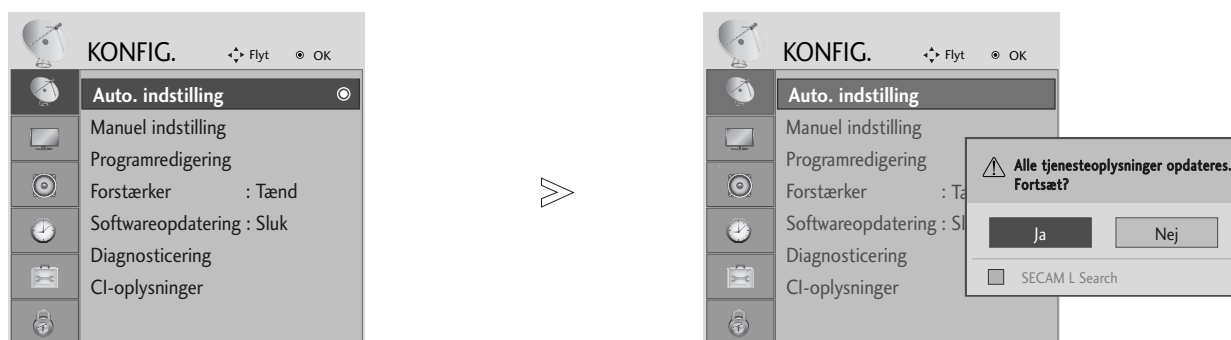 KONFIG. Flyt OK
Auto. indstilling
Manuel indstilling
Programredigering
Forstærker : Tænd
Softwareopdatering : Sluk
Diagnosticering
CI-oplysninger
KONFIG. Flyt OK
Auto. indstilling
Manuel indstilling
Programredigering
Forstærker : Tæ
Softwareopdatering : Sl
Diagnosticering
CI-oplysninger
Alle tjenesteoplysninger opdateres.
Fortsæt?
Ja Nej
SECAM L Search